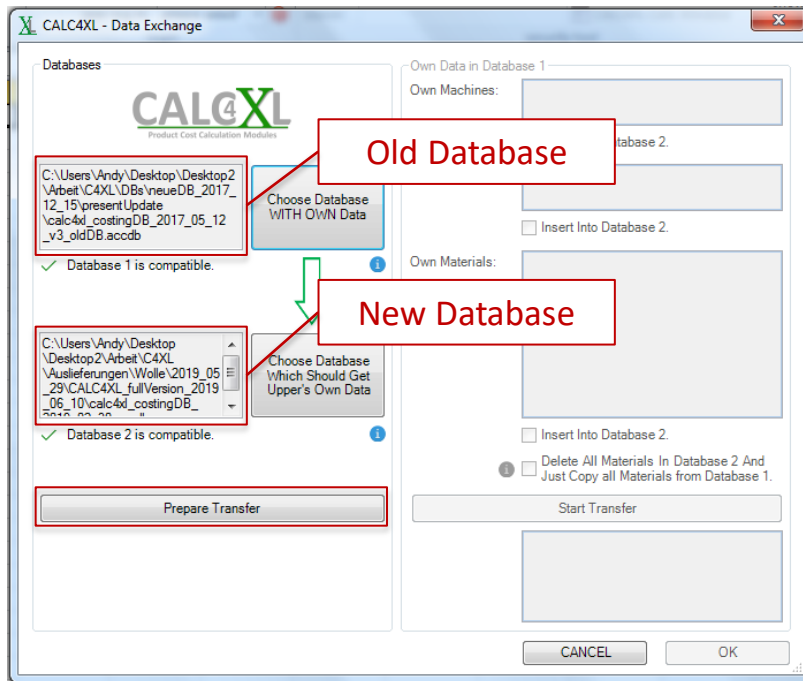 CALC4XL - Data Exchange
Databases
CALC4XL
Product Cost Calculation Modules
Old Database
C:\Users\Andy\Desktop\Desktop2
\Arbeit\C4XL\DBs\neueDB_2017_
12_15\presentUpdate
\calc4xl_costingDB_2017_05_12
_v3_oldDB.accdb
Choose Database
WITH OWN Data
Database 1 is compatible.
New Database
C:\Users\Andy\Desktop
\Desktop2\Arbeit\C4XL
\Auslieferungen\Wolle\2019_05
_29\CALC4XL_fullVersion_2019
_06_10\calc4xl_costingDB_
Choose Database
Which Should Get
Upper's Own Data
Database 2 is compatible.
Prepare Transfer
Own Data in Database 1
Own Machines:
tabase 2.
Insert Into Database 2.
Own Materials:
Insert Into Database 2.
Delete All Materials In Database 2 And
Just Copy all Materials from Database 1.
Start Transfer
CANCEL
OK